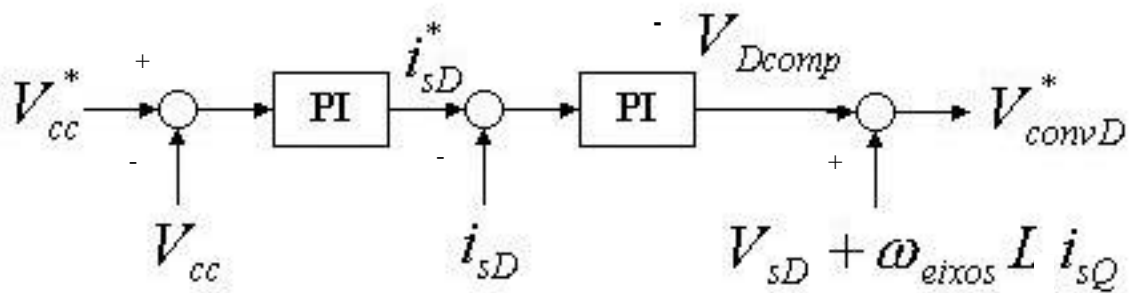 + i*sD - VDcomp
V*cc PI PI V*convD
- - +
Vcc isD VsD + ωeixos L isQ